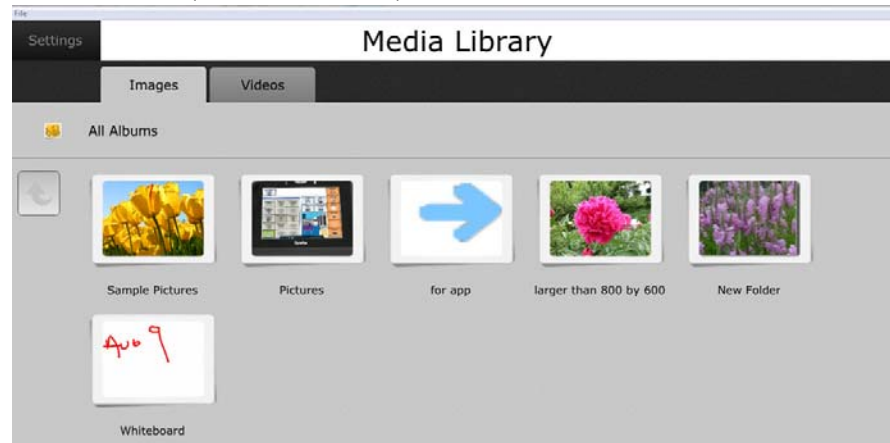 File
Settings
Media Library
Images
Videos
All Albums
Sample Pictures
Pictures
for app
larger than 800 by 600
New Folder
Aug 9
Whiteboard